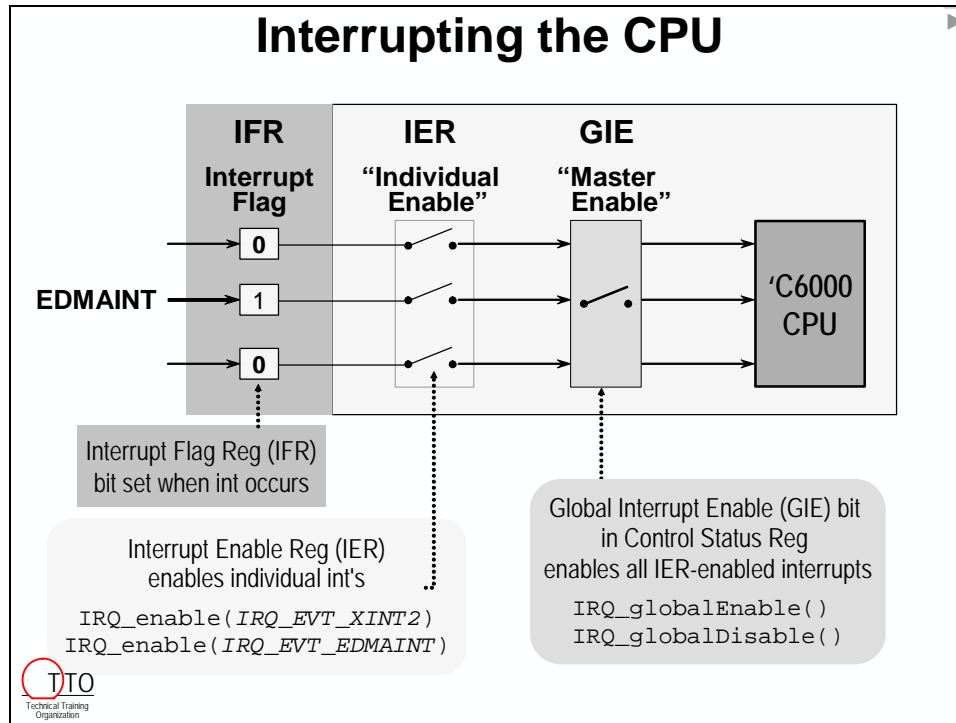 Interrupting the CPU
IFR
Interrupt
Flag
IER
“Individual
Enable”
GIE
“Master
Enable”
0
EDMAINT
1
0
'C6000
CPU
Interrupt Flag Reg (IFR)
bit set when int occurs
Interrupt Enable Reg (IER)
enables individual int's
IRQ_enable(IRQ_EVT_XINT2)
IRQ_enable(IRQ_EVT_EDMAINT)
Global Interrupt Enable (GIE) bit
in Control Status Reg
enables all IER-enabled interrupts
IRQ_globalEnable()
IRQ_globalDisable()
TTO
Technical Training
Organization